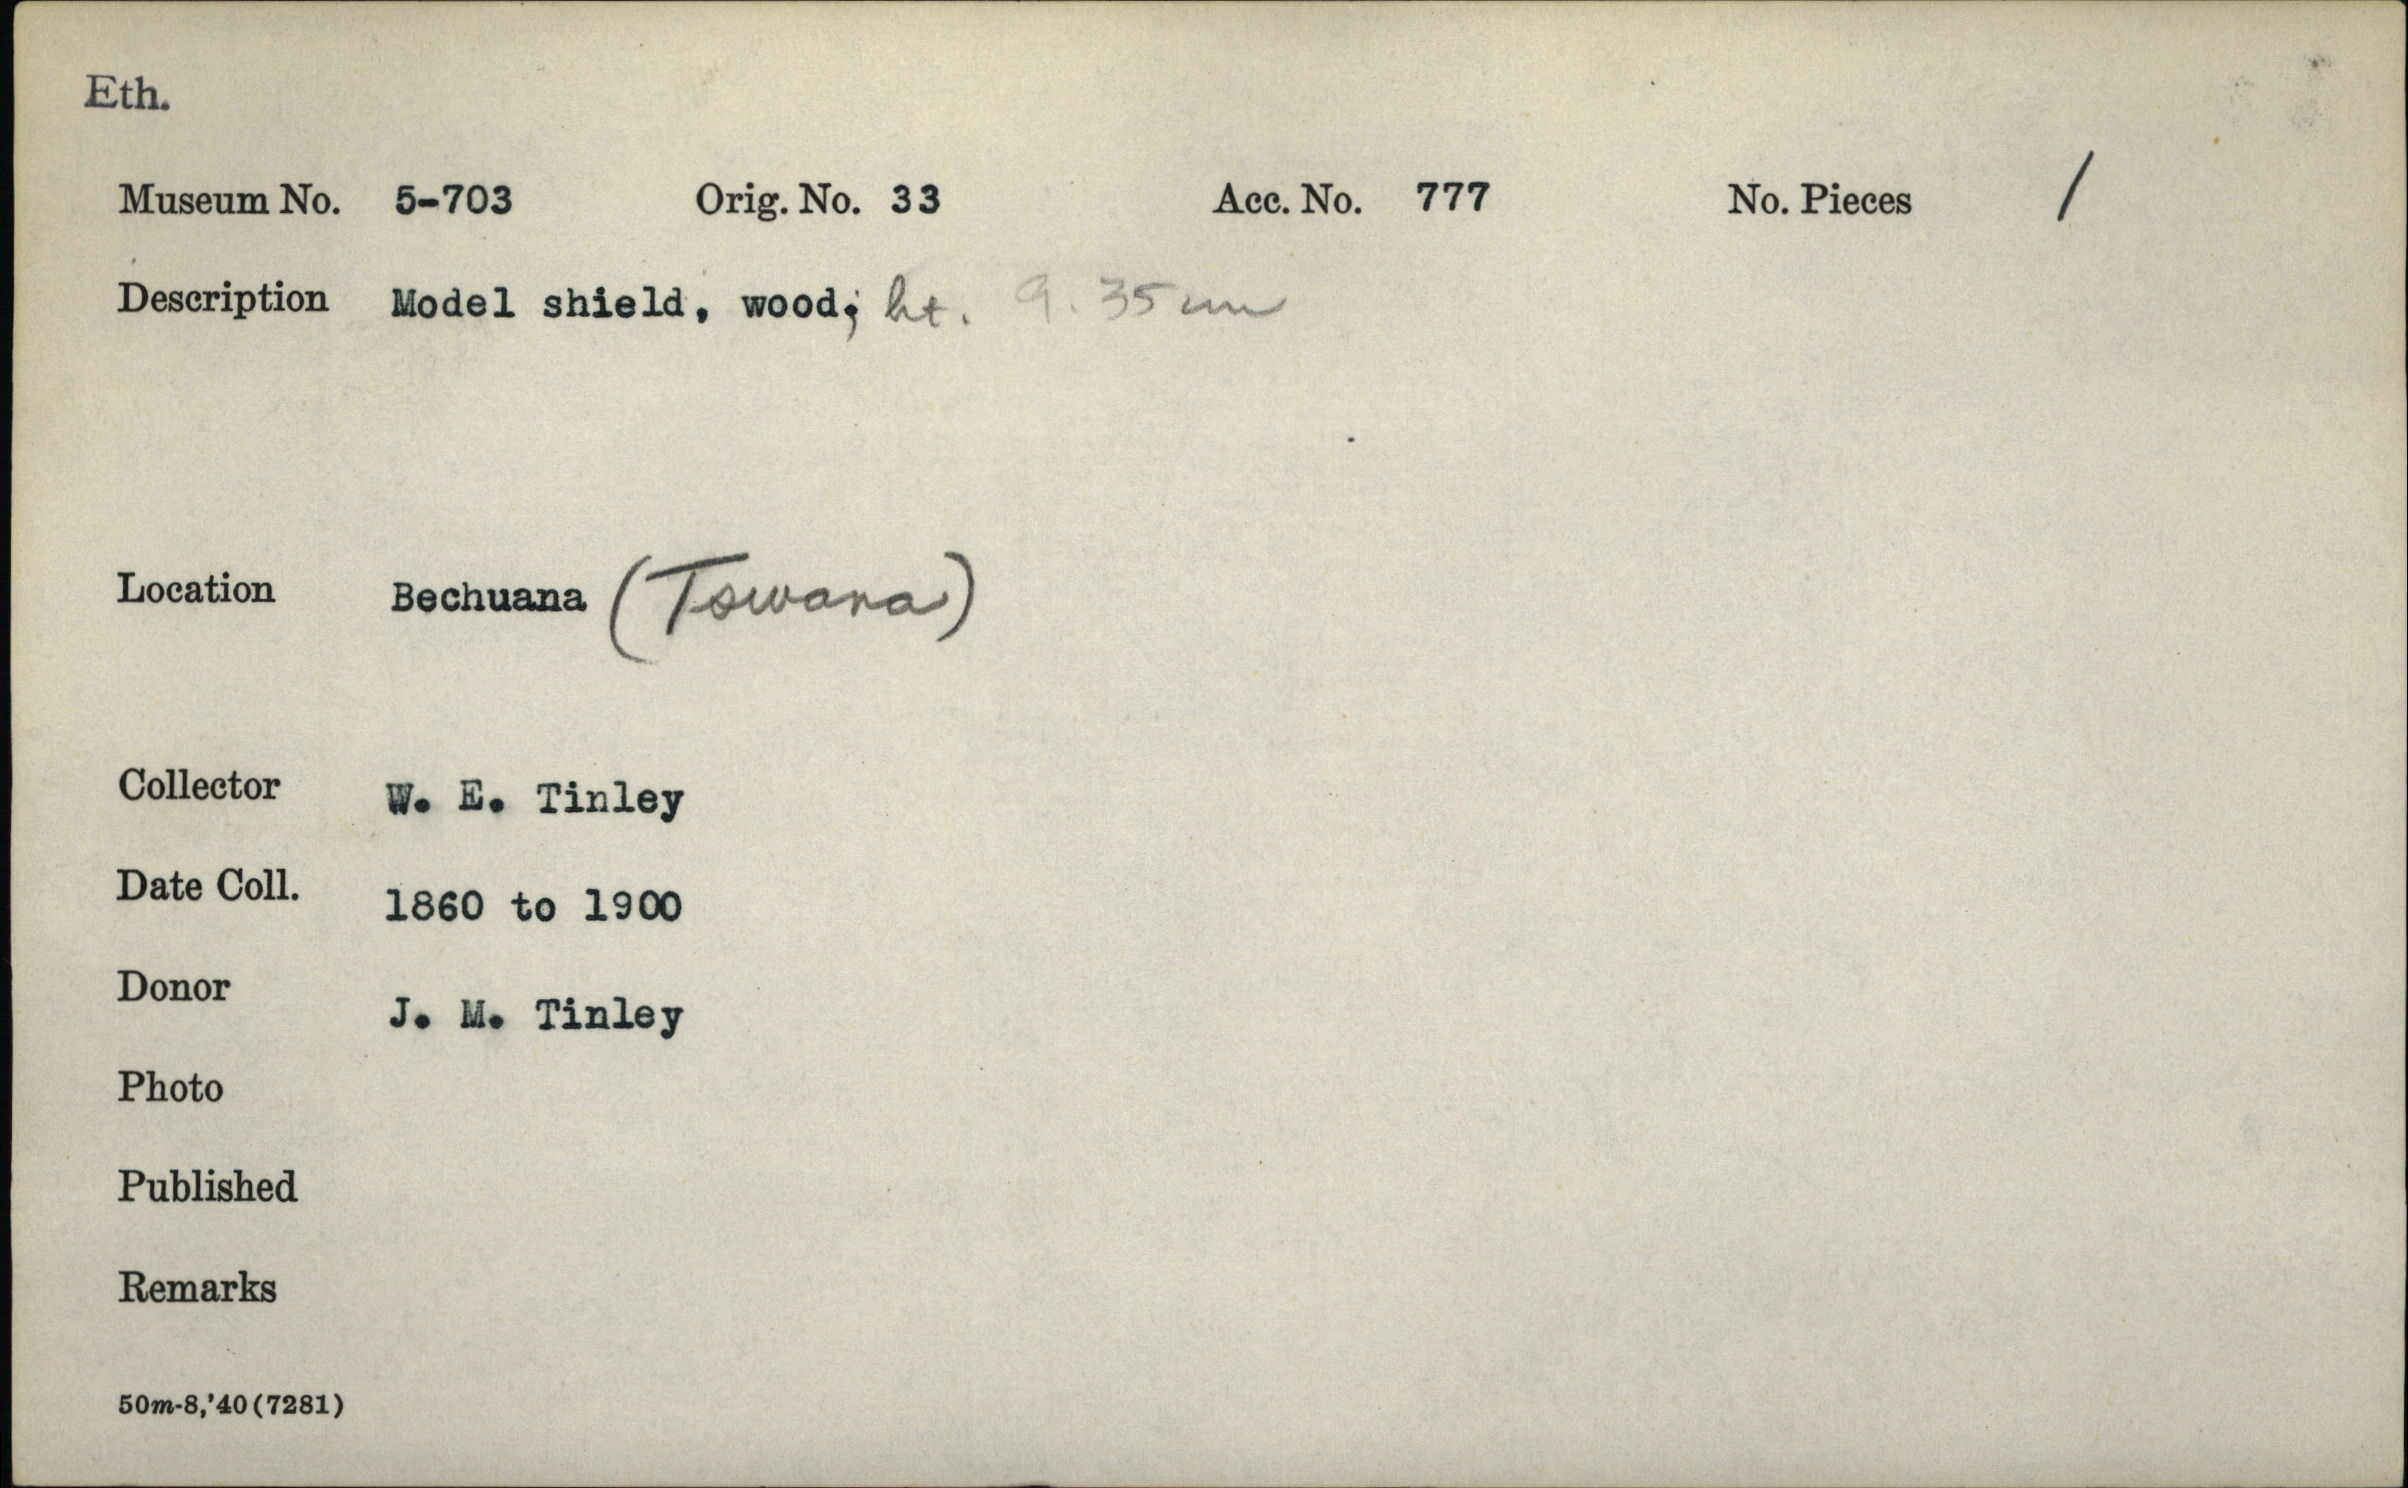 Eth.
Museum No. 5-703 Orig. No. 33 Acc. No. 777 No. Pieces /
Description Model shield, wood; ht. 9.35 cm
Location Bechuana (Tswana)
Collector W. E. Tinley
Date Coll. 1860 to 1900
Donor J. M. Tinley
Photo
Published
Remarks
50m-8,'40(7281)